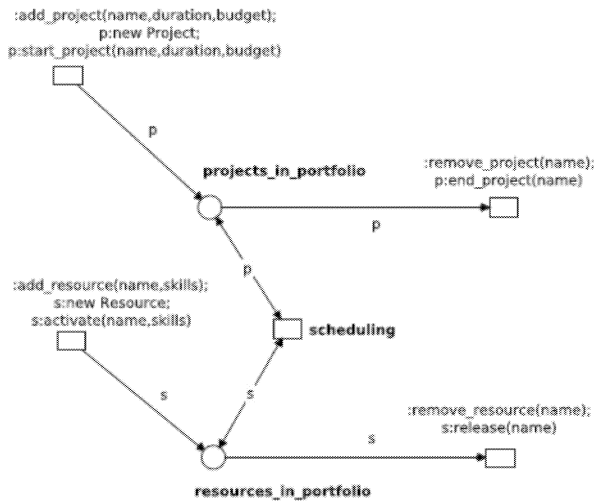 :add_project(name,duration,budget);
p:new Project;
p:start_project(name,duration,budget)
p
projects_in_portfolio
:remove_project(name);
p:end_project(name)
p
p
:add_resource(name,skills);
s:new Resource;
s:activate(name,skills)
scheduling
s
s
:remove_resource(name);
s:release(name)
s
resources_in_portfolio